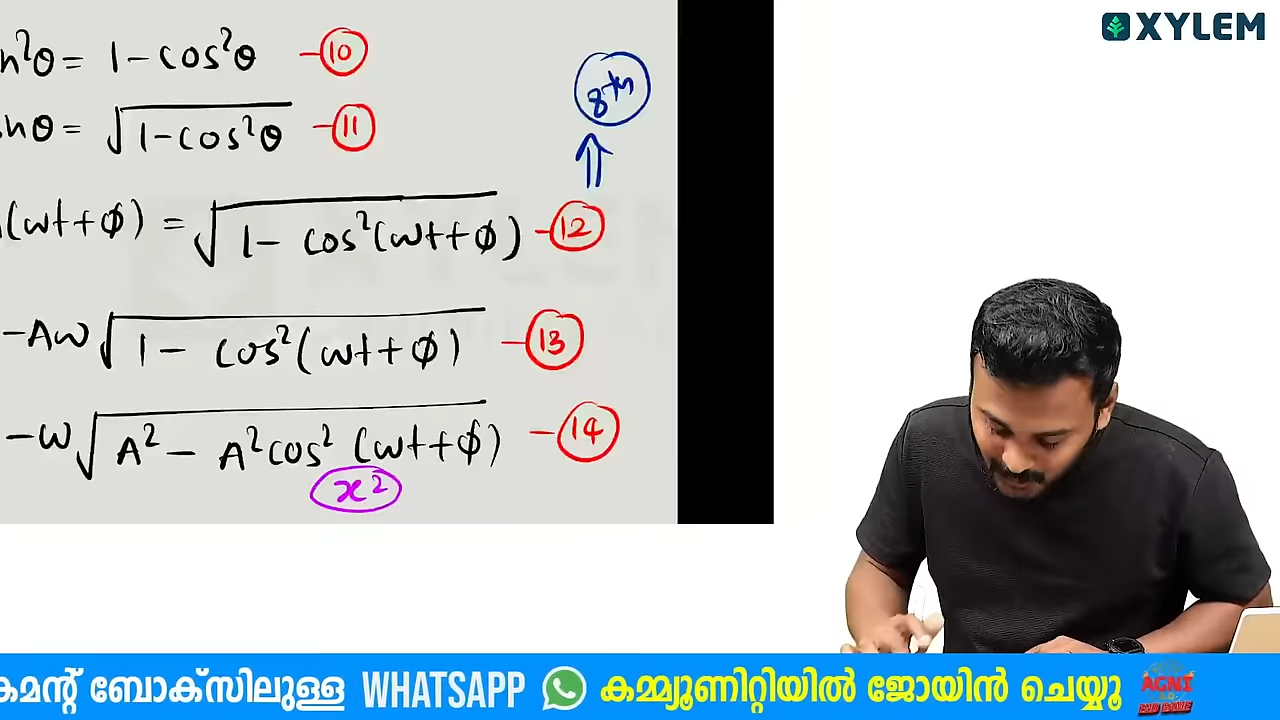 XYLEM
n²θ = 1 - cos²θ - 10
nθ = √1 - cos²θ - 11
8th
(ωt + φ) = √1 - cos²(ωt + φ) - 12
-Aω√1 - cos²(ωt + φ) - 13
-ω√A² - A²cos²(ωt + φ) - 14
x²
കമന്റ് ബോക്സിലുള്ള WHATSAPP കമ്മ്യൂണിറ്റിയിൽ ജോയിൻ ചെയ്യൂ AGNI